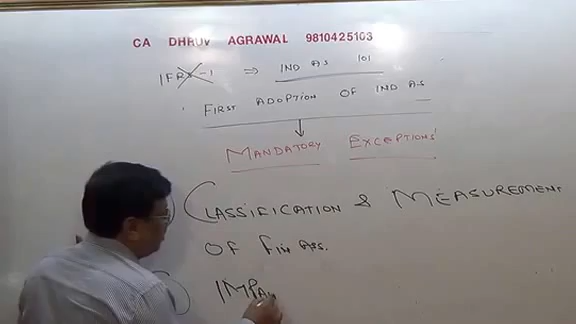 CA DHRUV AGRAWAL 9810425103
IFRS-1 ⇒ IND AS 101
FIRST ADOPTION OF IND AS
MANDATORY EXCEPTIONS
) CLASSIFICATION & MEASUREMENT
OF FIN ASS.
IMPA